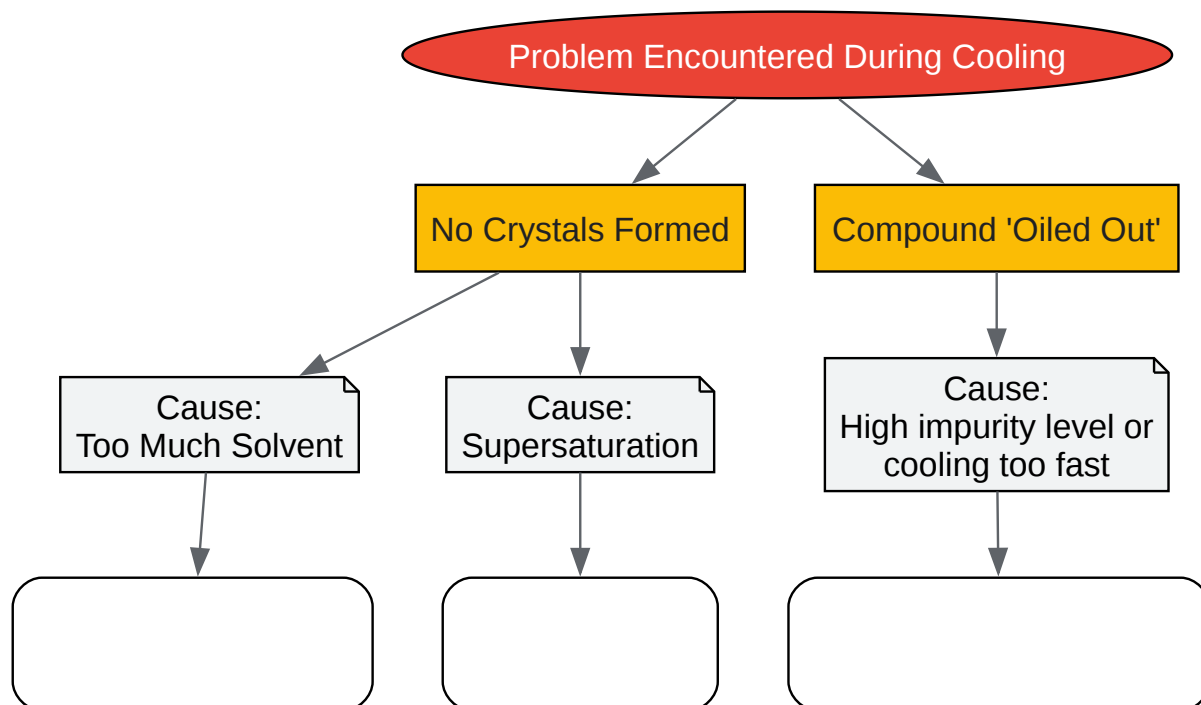 Problem Encountered During Cooling
No Crystals Formed
Compound 'Oiled Out'
Cause:
Too Much Solvent
Cause:
Supersaturation
Cause:
High impurity level or
cooling too fast